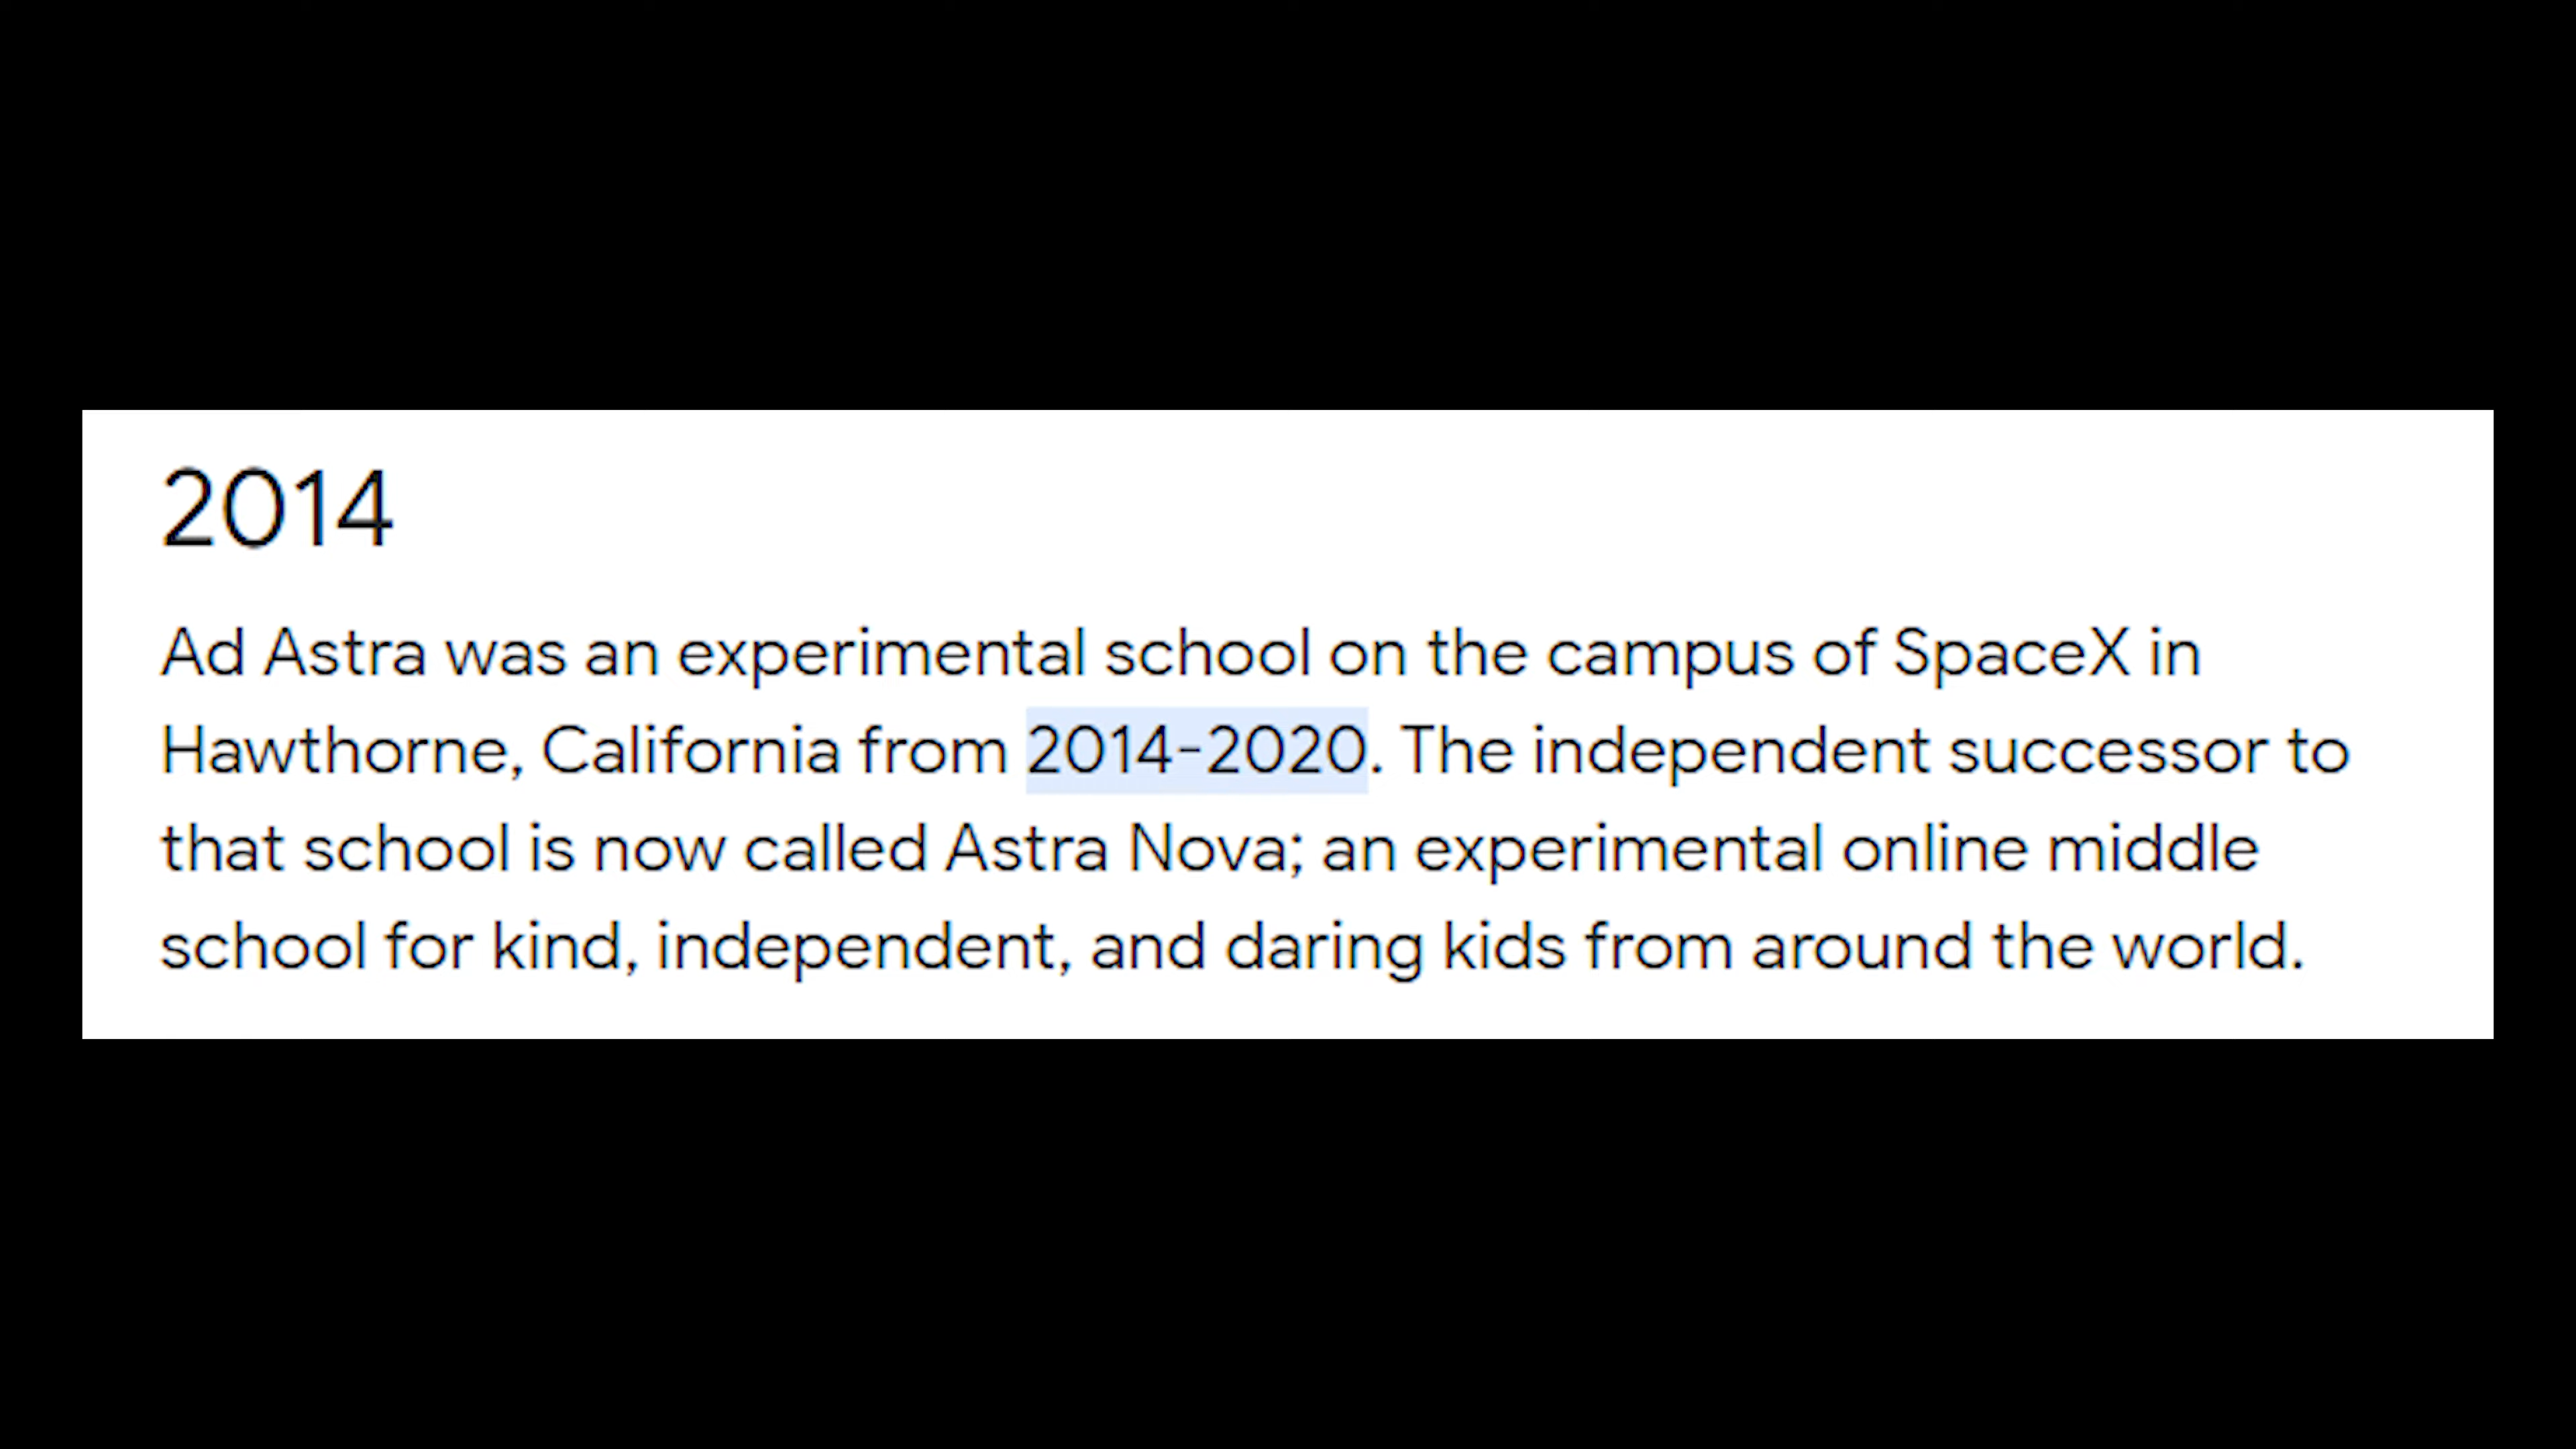 2014
Ad Astra was an experimental school on the campus of SpaceX in
Hawthorne, California from 2014-2020. The independent successor to
that school is now called Astra Nova; an experimental online middle
school for kind, independent, and daring kids from around the world.